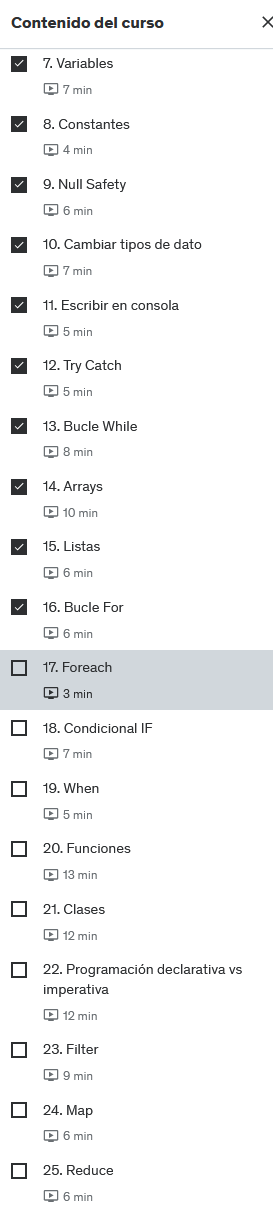 Contenido del curso
7. Variables
7 min
8. Constantes
4 min
9. Null Safety
6 min
10. Cambiar tipos de dato
7 min
11. Escribir en consola
5 min
12. Try Catch
5 min
13. Bucle While
8 min
14. Arrays
10 min
15. Listas
6 min
16. Bucle For
6 min
17. Foreach
3 min
18. Condicional IF
7 min
19. When
5 min
20. Funciones
13 min
21. Clases
12 min
22. Programación declarativa vs
imperativa
12 min
23. Filter
9 min
24. Map
6 min
25. Reduce
6 min